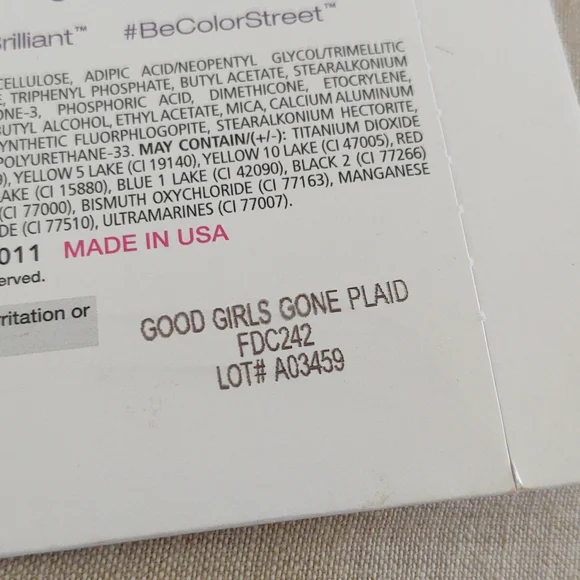 Brilliant™ #BeColorStreet™
CELLULOSE, ADIPIC ACID/NEOPENTYL GLYCOL/TRIMELLITIC
TRIPHENYL PHOSPHATE, BUTYL ACETATE, STEARALKONIUM
ONE-3, PHOSPHORIC ACID, DIMETHICONE, ETOCRYLENE,
BUTYL ALCOHOL, ETHYL ACETATE, MICA, CALCIUM ALUMINUM
YNTHETIC FLUORPHLOGOPITE, STEARALKONIUM HECTORITE,
POLYURETHANE-33. MAY CONTAIN/(+/-): TITANIUM DIOXIDE
), YELLOW 5 LAKE (CI 19140), YELLOW 10 LAKE (CI 47005), RED
AKE (CI 15880), BLUE 1 LAKE (CI 42090), BLACK 2 (CI 77266)
(CI 77000), BISMUTH OXYCHLORIDE (CI 77163), MANGANESE
DE (CI 77510), ULTRAMARINES (CI 77007).
011 MADE IN USA
erved.
rritation or
GOOD GIRLS GONE PLAID
FDC242
LOT# A03459